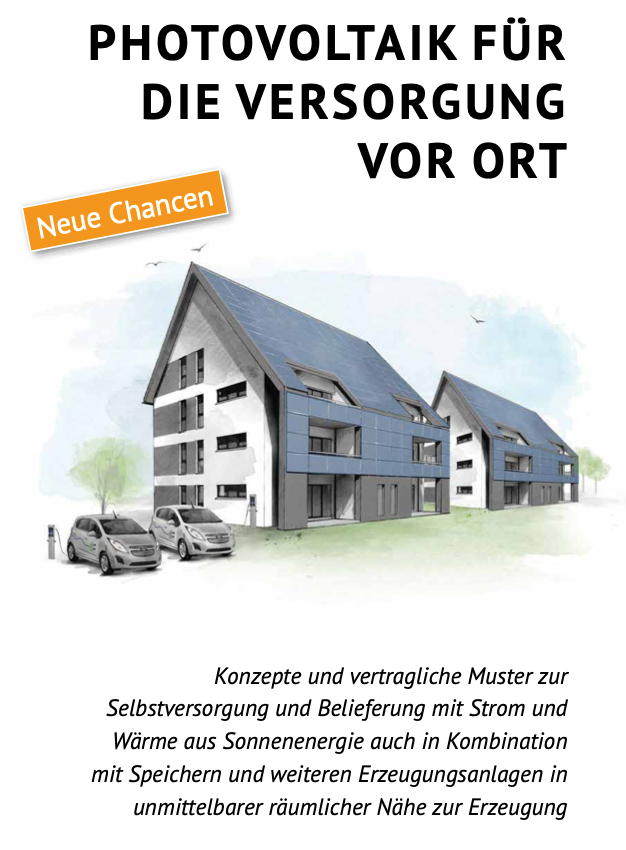 PHOTOVOLTAIK FÜR
DIE VERSORGUNG
VOR ORT
Neue Chancen
Konzepte und vertragliche Muster zur
Selbstversorgung und Belieferung mit Strom und
Wärme aus Sonnenenergie auch in Kombination
mit Speichern und weiteren Erzeugungsanlagen in
unmittelbarer räumlicher Nähe zur Erzeugung